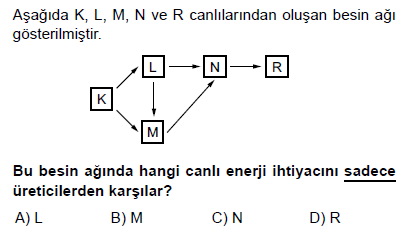 Aşağıda K, L, M, N ve R canlılarından oluşan besin ağı
gösterilmiştir.
L
N
R
K
M
Bu besin ağında hangi canlı enerji ihtiyacını sadece
üreticilerden karşılar?
A) L B) M C) N D) R